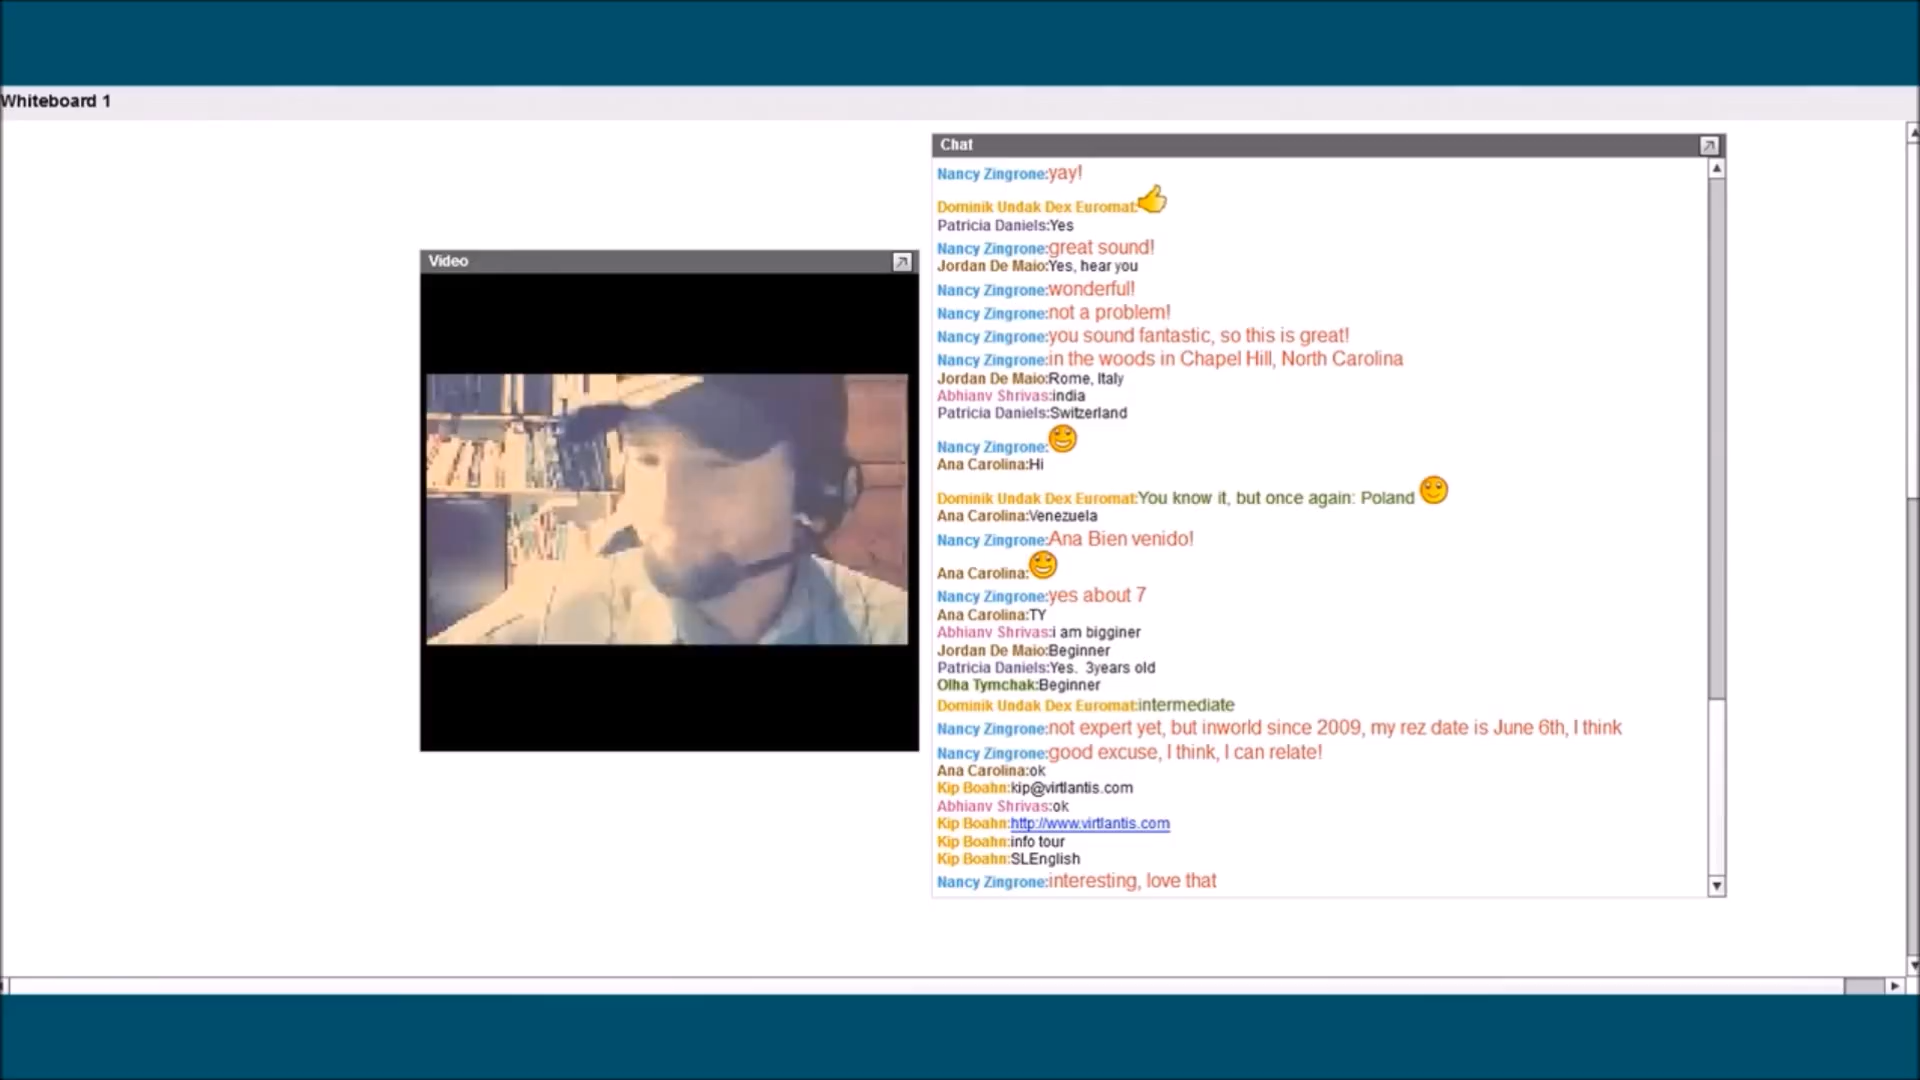 Whiteboard 1
Video
Chat
Nancy Zingrone:yay!
Dominik Undak Dex Euromat:
Patricia Daniels:Yes
Nancy Zingrone:great sound!
Jordan De Maio:Yes, hear you
Nancy Zingrone:wonderful!
Nancy Zingrone:not a problem!
Nancy Zingrone:you sound fantastic, so this is great!
Nancy Zingrone:in the woods in Chapel Hill, North Carolina
Jordan De Maio:Rome, Italy
Abhianv Shrivas:india
Patricia Daniels:Switzerland
Nancy Zingrone:
Ana Carolina:Hi
Dominik Undak Dex Euromat:You know it, but once again: Poland
Ana Carolina:Venezuela
Nancy Zingrone:Ana Bien venido!
Ana Carolina:
Nancy Zingrone:yes about 7
Ana Carolina:TY
Abhianv Shrivas:i am bigginer
Jordan De Maio:Beginner
Patricia Daniels:Yes. 3years old
Olha Tymchak:Beginner
Dominik Undak Dex Euromat:intermediate
Nancy Zingrone:not expert yet, but inworld since 2009, my rez date is June 6th, I think
Nancy Zingrone:good excuse, I think, I can relate!
Ana Carolina:ok
Kip Boahn:kip@virtlantis.com
Abhianv Shrivas:ok
Kip Boahn:http://www.virtlantis.com
Kip Boahn:info tour
Kip Boahn:SLEnglish
Nancy Zingrone:interesting, love that